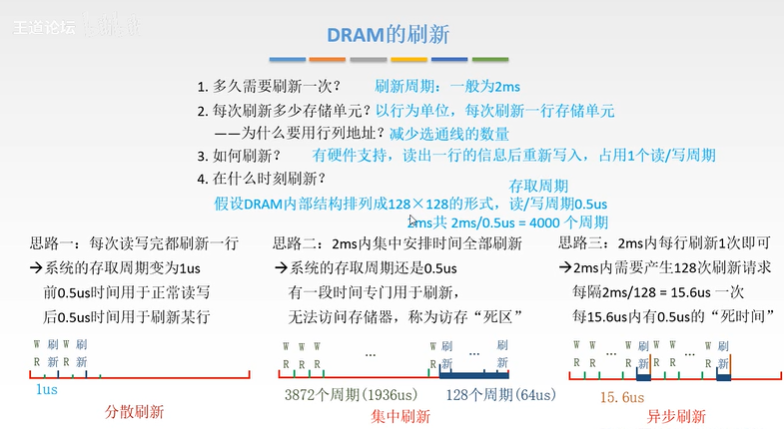 王道论坛
DRAM的刷新
1. 多久需要刷新一次？ 刷新周期：一般为2ms
2. 每次刷新多少存储单元？以行为单位，每次刷新一行存储单元
——为什么要用行列地址？减少选通线的数量
3. 如何刷新？ 有硬件支持，读出一行的信息后重新写入，占用1个读/写周期
4. 在什么时刻刷新？
存取周期
假设DRAM内部结构排列成128×128的形式，读/写周期0.5us
2ms共 2ms/0.5us = 4000 个周期
思路一：每次读写完都刷新一行
→系统的存取周期变为1us
前0.5us时间用于正常读写
后0.5us时间用于刷新某行
W 刷 W 刷
R 新 R 新
1us
分散刷新
思路二：2ms内集中安排时间全部刷新
→系统的存取周期还是0.5us
有一段时间专门用于刷新，
无法访问存储器，称为访存“死区”
W W W ... W 刷 ... 刷
R R R R 新 新
3872个周期(1936us) 128个周期(64us)
集中刷新
思路三：2ms内每行刷新1次即可
→2ms内需要产生128次刷新请求
每隔2ms/128 = 15.6us 一次
每15.6us内有0.5us的“死时间”
W W ... 刷 W W ... 刷
R R 新 R R 新
15.6us
异步刷新